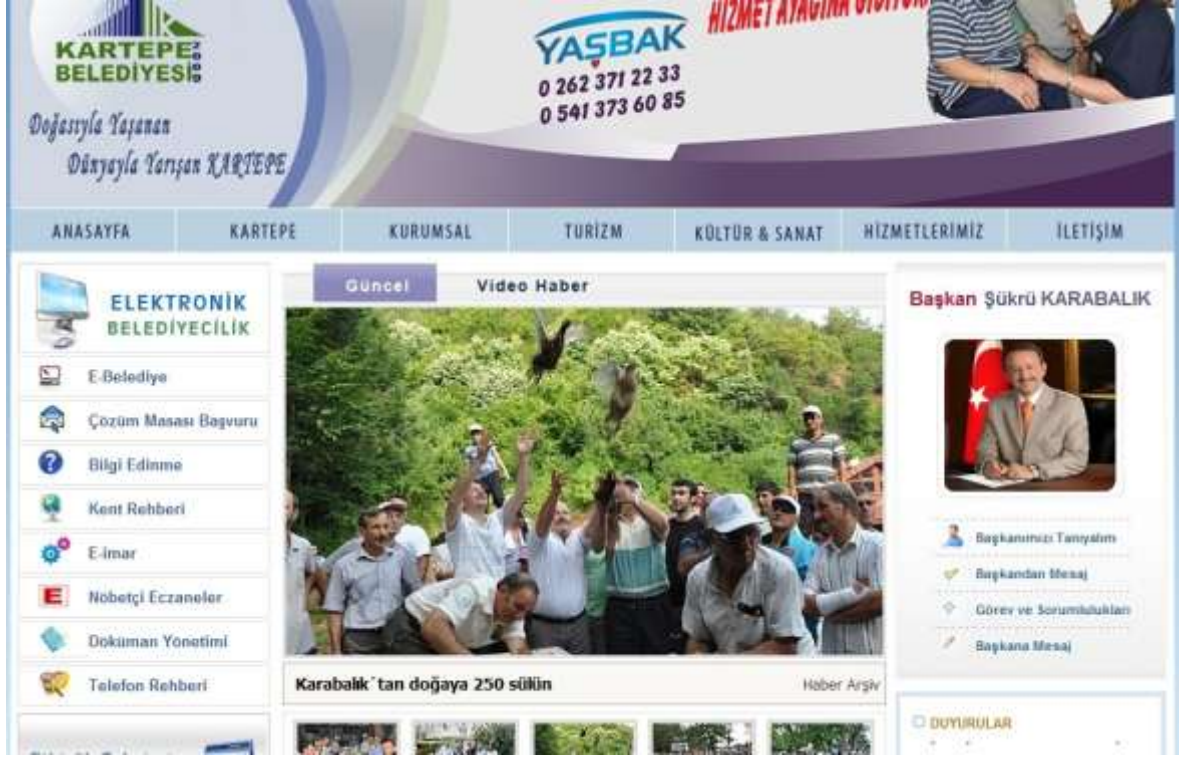 KARTEPE
BELEDİYESİ
2009
Doğasıyla Yaşanan
Dünyayla Yarışan KARTEPE
HİZMET AYAĞINA
YAŞBAK
0 262 371 22 33
0 541 373 60 85
ANASAYFA KARTEPE KURUMSAL TURİZM KÜLTÜR & SANAT HİZMETLERİMİZ İLETİŞİM
ELEKTRONİK
BELEDİYECİLİK
E-Belediye
Çözüm Masası Başvuru
Bilgi Edinme
Kent Rehberi
E-imar
Nöbetçi Eczaneler
Doküman Yönetimi
Telefon Rehberi
Güncel Video Haber
Karabalık´tan doğaya 250 sülün Haber Arşiv
Başkan Şükrü KARABALIK
Başkanımızı Tanıyalım
Başkandan Mesaj
Görev ve Sorumlulukları
Başkana Mesaj
DUYURULAR